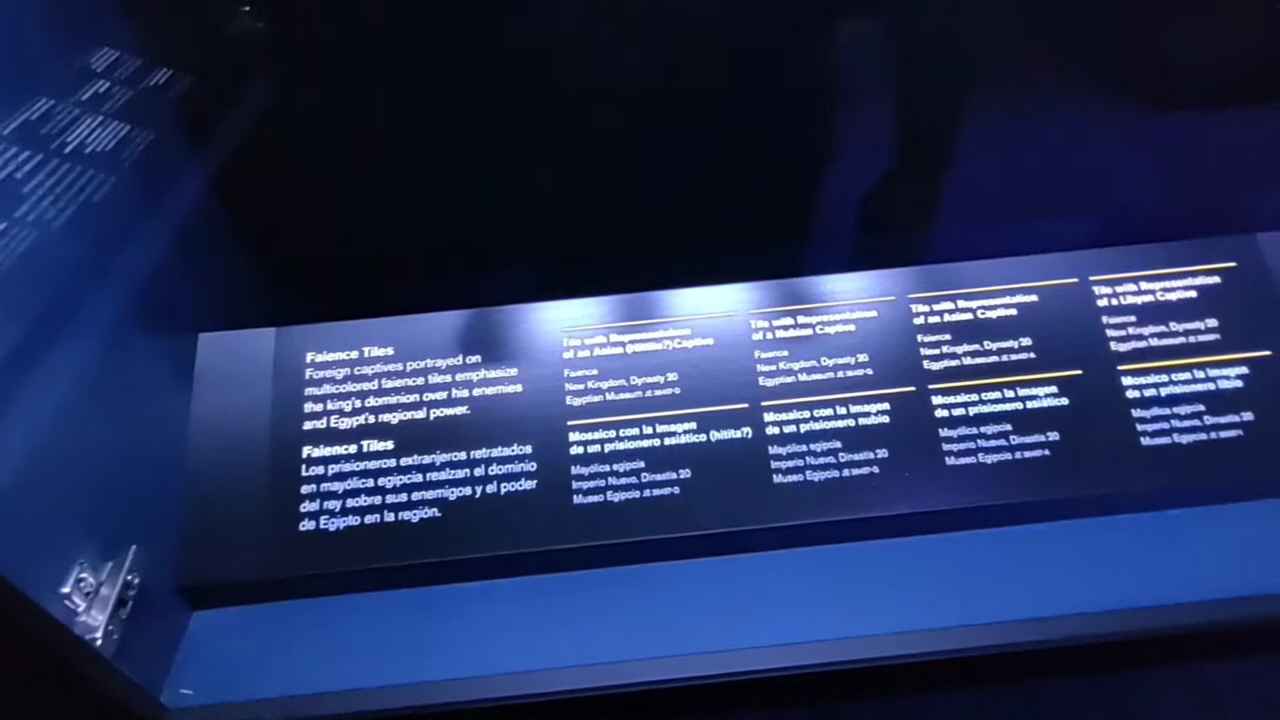 Faience Tiles
Foreign captives portrayed on
multicolored faience tiles emphasize
the king's dominion over his enemies
and Egypt's regional power.
Faience Tiles
Los prisioneros extranjeros retratados
en mayólica egipcia realzan el dominio
del rey sobre sus enemigos y el poder
de Egipto en la región.
Tile with Representation
of an Asian (Hittite?) Captive
Faience
New Kingdom, Dynasty 20
Egyptian Museum
Mosaico con la imagen
de un prisionero asiático (hitita?)
Mayólica egipcia
Imperio Nuevo, Dinastía 20
Museo Egipcio
Tile with Representation
of a Nubian Captive
Faience
New Kingdom, Dynasty 20
Egyptian Museum
Mosaico con la imagen
de un prisionero nubio
Mayólica egipcia
Imperio Nuevo, Dinastía 20
Museo Egipcio
Tile with Representation
of an Asian Captive
Faience
New Kingdom, Dynasty 20
Egyptian Museum
Mosaico con la imagen
de un prisionero asiático
Mayólica egipcia
Imperio Nuevo, Dinastía 20
Museo Egipcio
Tile with Representation
of a Libyan Captive
Faience
New Kingdom, Dynasty 20
Egyptian Museum
Mosaico con la imagen
de un prisionero libio
Mayólica egipcia
Imperio Nuevo, Dinastía 20
Museo Egipcio